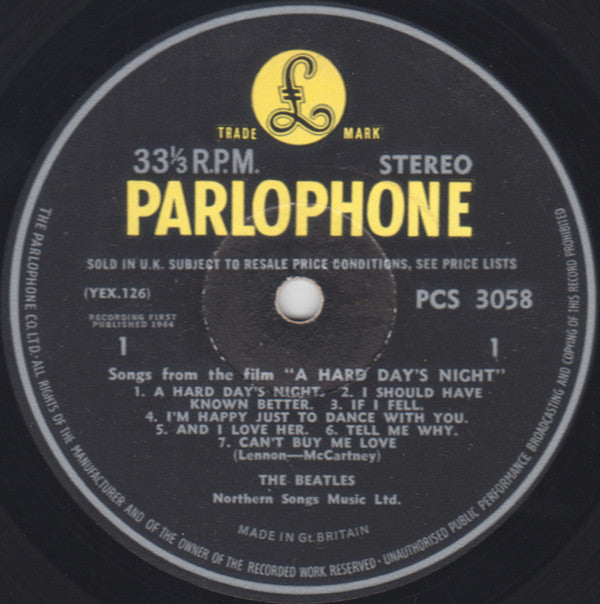 £
TRADE MARK
33⅓ R.P.M. STEREO
PARLOPHONE
SOLD IN U.K. SUBJECT TO RESALE PRICE CONDITIONS, SEE PRICE LISTS
(YEX.126) PCS 3058
RECORDING FIRST
PUBLISHED 1964
1 1
Songs from the film "A HARD DAY'S NIGHT"
1. A HARD DAY'S NIGHT. 2. I SHOULD HAVE
KNOWN BETTER. 3. IF I FELL.
4. I'M HAPPY JUST TO DANCE WITH YOU.
5. AND I LOVE HER. 6. TELL ME WHY.
7. CAN'T BUY ME LOVE
(Lennon—McCartney)
THE BEATLES
Northern Songs Music Ltd.
MADE IN Gt. BRITAIN
THE PARLOPHONE CO. LTD. · ALL RIGHTS OF THE MANUFACTURER AND OF THE OWNER OF THE RECORDED WORK RESERVED · UNAUTHORISED PUBLIC PERFORMANCE BROADCASTING AND COPYING OF THIS RECORD PROHIBITED